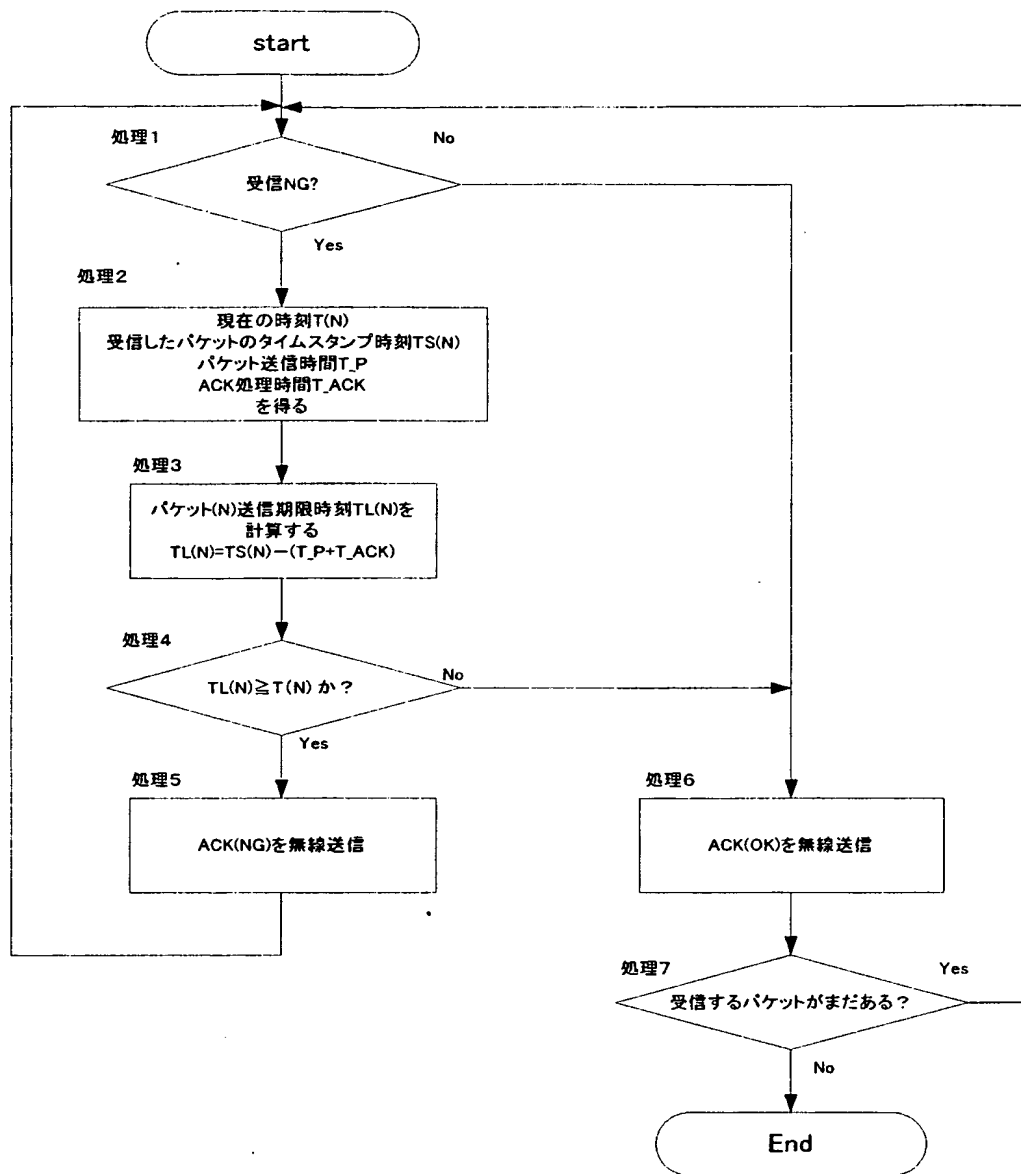 start
処理1
No
受信NG?
Yes
処理2
現在の時刻T(N)
受信したパケットのタイムスタンプ時刻TS(N)
パケット送信時間T_P
ACK処理時間T_ACK
を得る
処理3
パケット(N)送信期限時刻TL(N)を
計算する
TL(N)=TS(N)−(T_P+T_ACK)
処理4
TL(N)≧T(N) か?
No
Yes
処理5
ACK(NG)を無線送信
処理6
ACK(OK)を無線送信
処理7
Yes
受信するパケットがまだある?
No
End